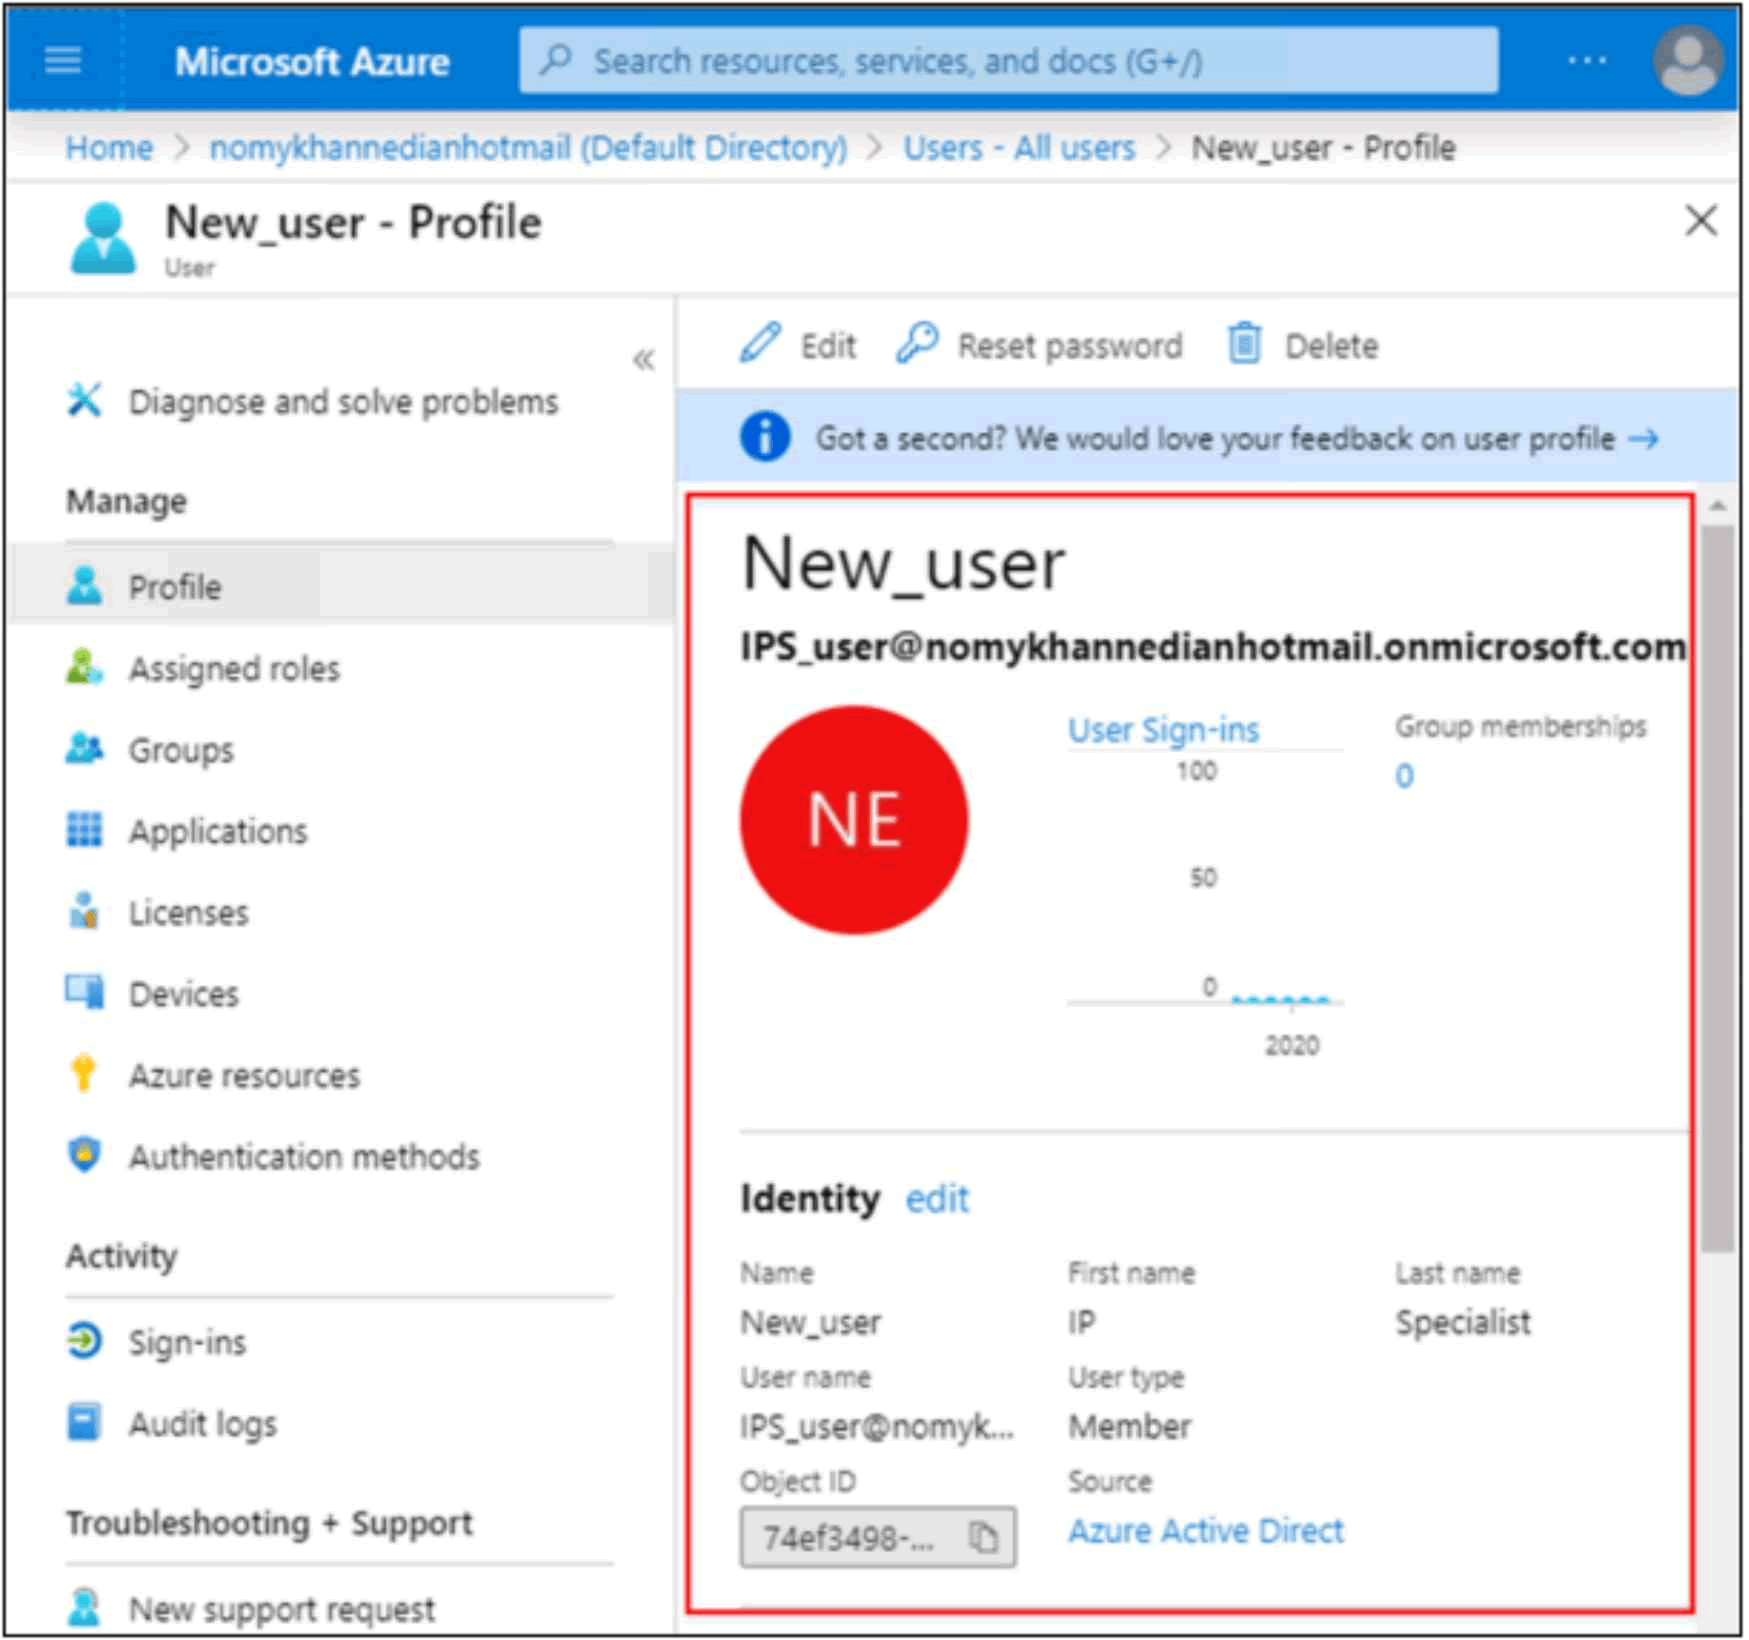 Microsoft Azure
Search resources, services, and docs (G+/)
...
Home > nomykhannedianhotmail (Default Directory) > Users - All users > New_user - Profile
New_user - Profile
User
«
Diagnose and solve problems
Manage
Profile
Assigned roles
Groups
Applications
Licenses
Devices
Azure resources
Authentication methods
Activity
Sign-ins
Audit logs
Troubleshooting + Support
New support request
Edit Reset password Delete
Got a second? We would love your feedback on user profile →
New_user
IPS_user@nomykhannedianhotmail.onmicrosoft.com
NE
User Sign-ins
100
50
0
2020
Group memberships
0
Identity edit
Name First name Last name
New_user IP Specialist
User name User type
IPS_user@nomyk... Member
Object ID Source
74ef3498-... Azure Active Direct